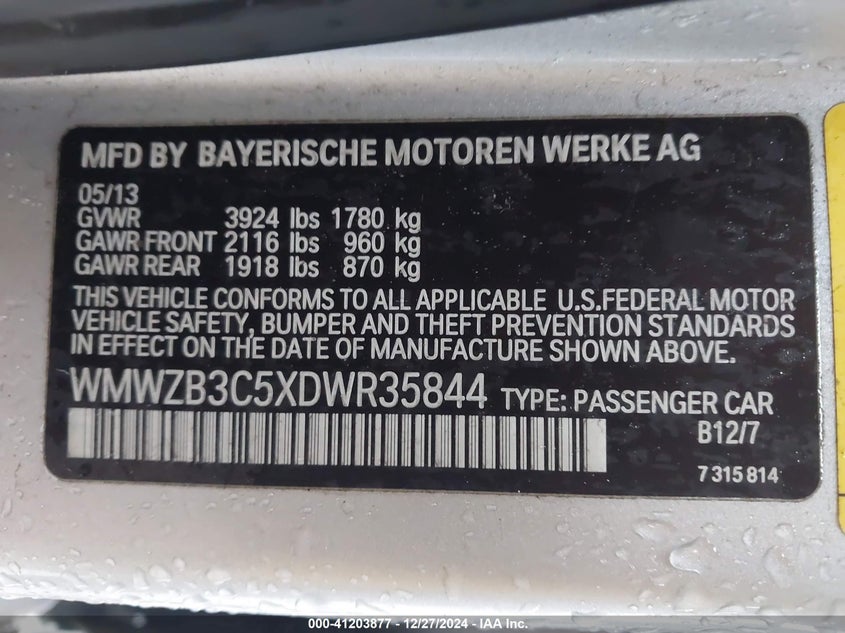 MFD BY BAYERISCHE MOTOREN WERKE AG
05/13
GVWR 3924 lbs 1780 kg
GAWR FRONT 2116 lbs 960 kg
GAWR REAR 1918 lbs 870 kg
THIS VEHICLE CONFORMS TO ALL APPLICABLE U.S.FEDERAL MOTOR
VEHICLE SAFETY, BUMPER AND THEFT PREVENTION STANDARDS
IN EFFECT ON THE DATE OF MANUFACTURE SHOWN ABOVE.
WMWZB3C5XDWR35844 TYPE: PASSENGER CAR
B12/7
7 315 814
000-41203877 - 12/27/2024 - IAA Inc.